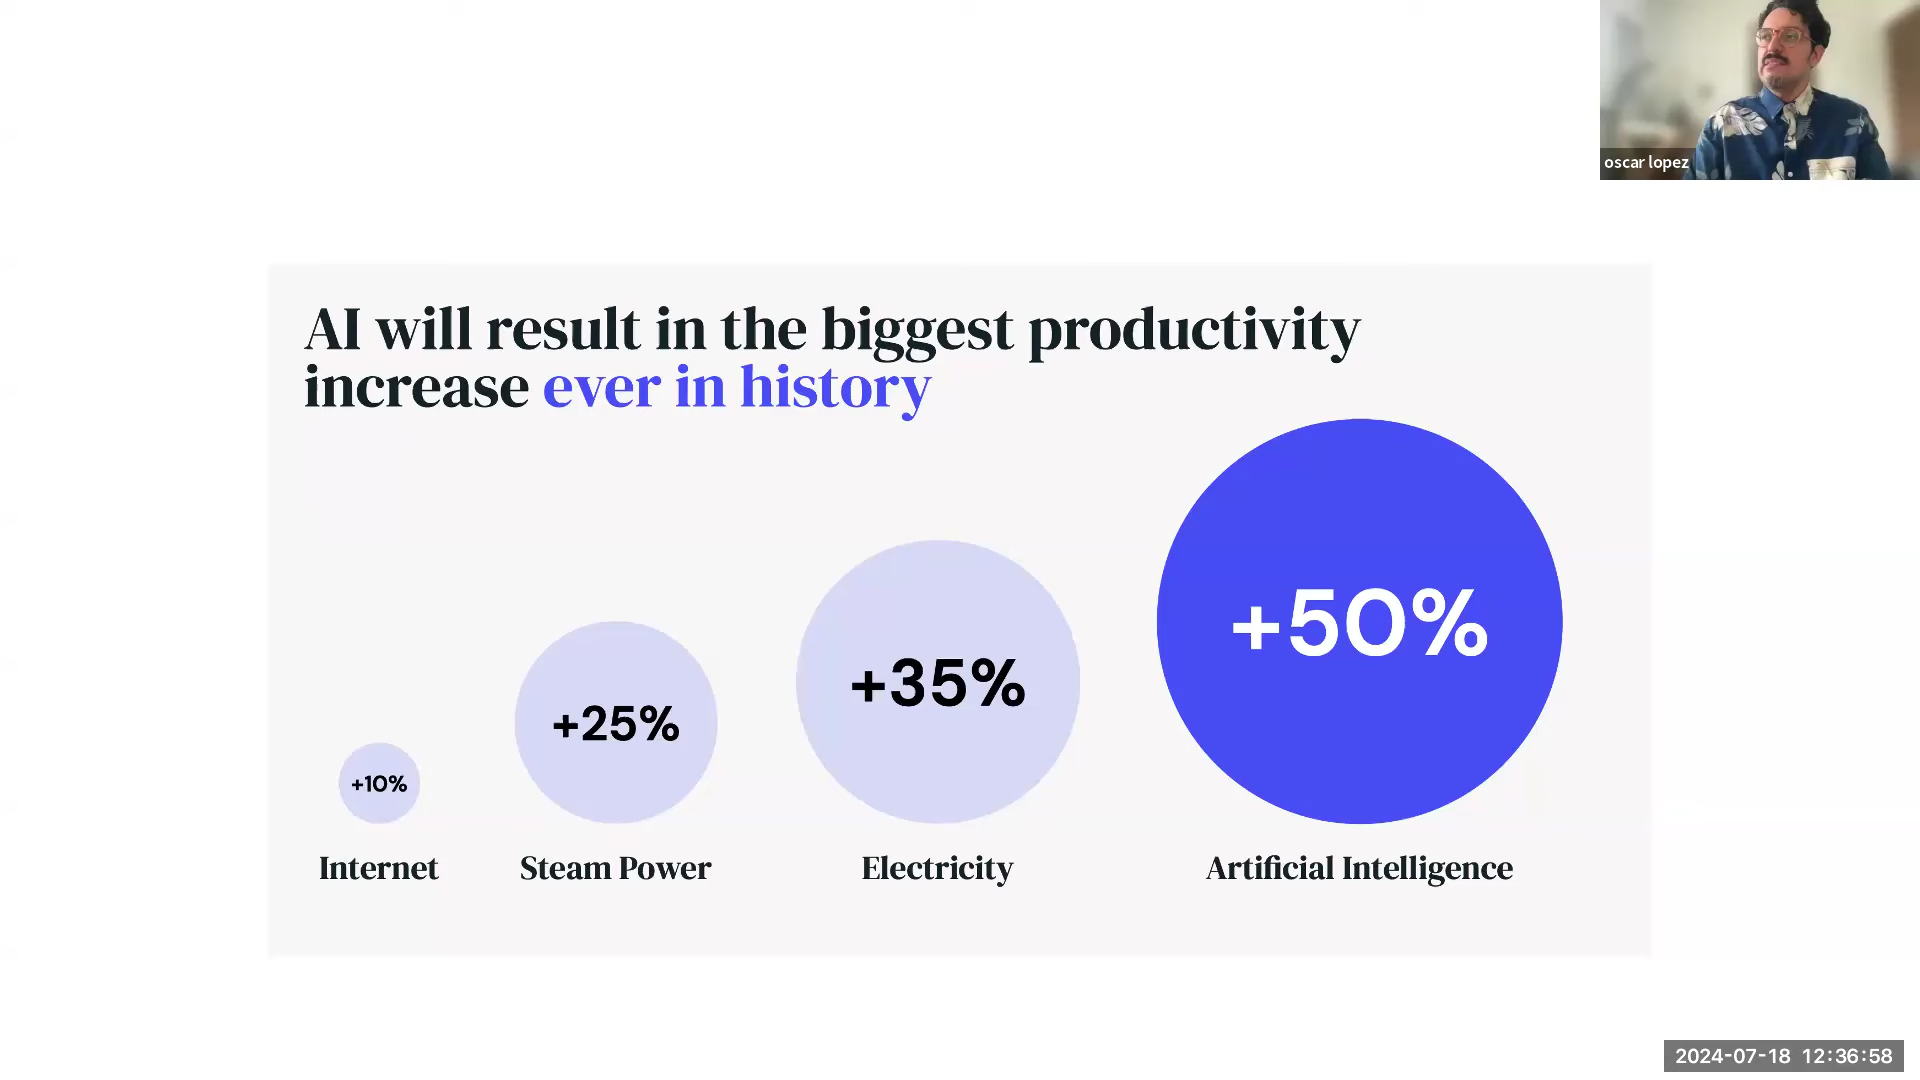 oscar lopez
AI will result in the biggest productivity
increase ever in history
+10%
+25%
+35%
+50%
Internet
Steam Power
Electricity
Artificial Intelligence
2024-07-18 12:36:58